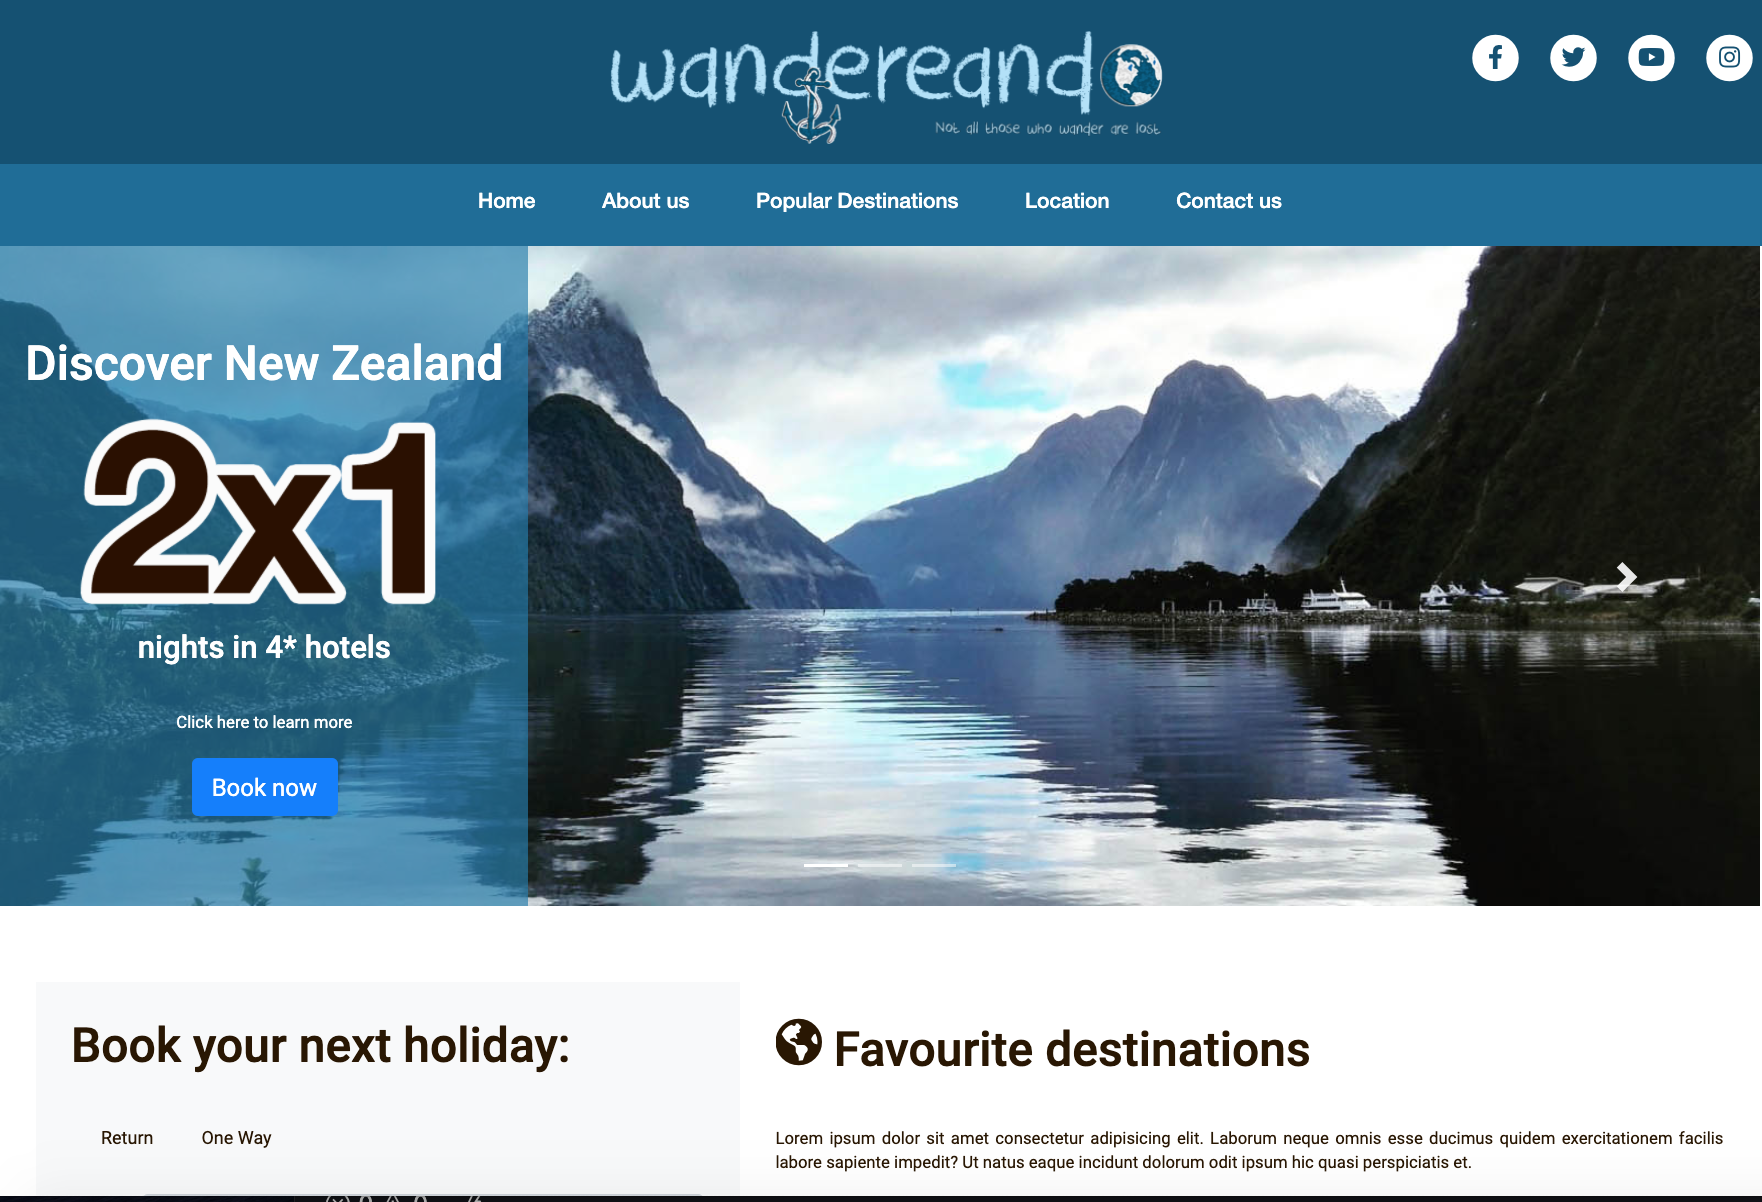 wandereando
Not all those who wander are lost
Home About us Popular Destinations Location Contact us
Discover New Zealand
2x1
nights in 4* hotels
Click here to learn more
Book now
Book your next holiday:
Return One Way
Favourite destinations
Lorem ipsum dolor sit amet consectetur adipisicing elit. Laborum neque omnis esse ducimus quidem exercitationem facilis
labore sapiente impedit? Ut natus eaque incidunt dolorum odit ipsum hic quasi perspiciatis et.